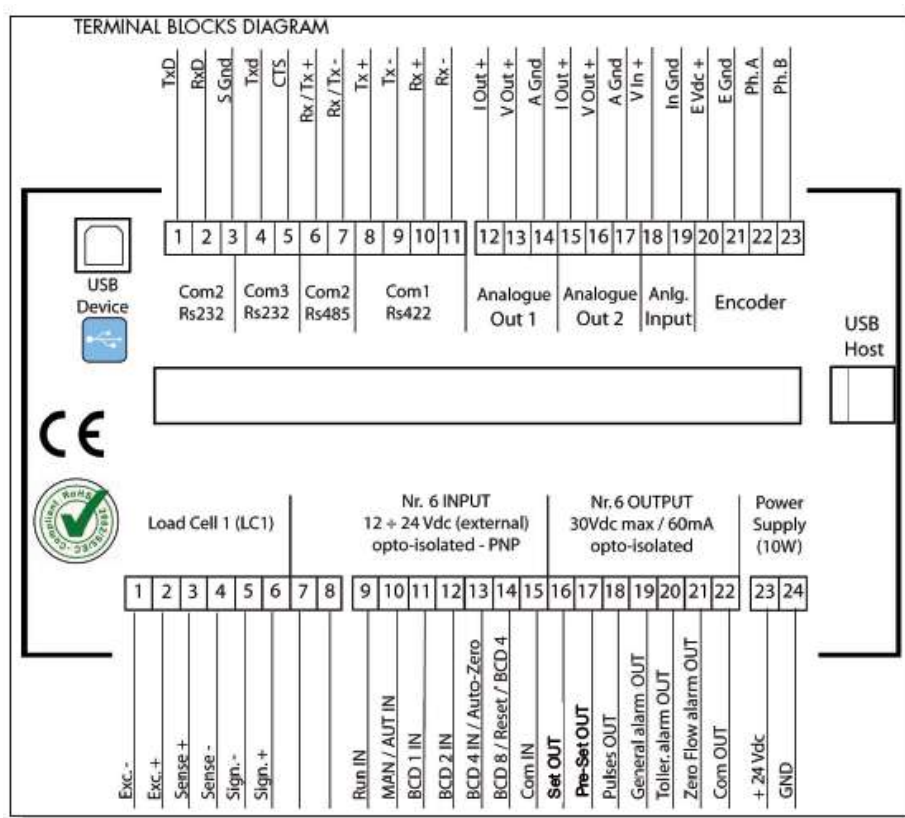 TERMINAL BLOCKS DIAGRAM
TxD
RxD
S Gnd
Txd
CTS
Rx / Tx +
Rx / Tx -
Tx +
Tx -
Rx +
Rx -
I Out +
V Out +
A Gnd
I Out +
V Out +
A Gnd
V In +
In Gnd
E Vdc +
E Gnd
Ph. A
Ph. B
1 2 3 4 5 6 7 8 9 10 11
12 13 14 15 16 17 18 19 20 21 22 23
USB
Device
Com2
Rs232
Com3
Rs232
Com2
Rs485
Com1
Rs422
Analogue
Out 1
Analogue
Out 2
Anlg.
Input
Encoder
USB
Host
CE
Compliant RoHS 2002/95/EC
Load Cell 1 (LC1)
Nr. 6 INPUT
12 ÷ 24 Vdc (external)
opto-isolated - PNP
Nr. 6 OUTPUT
30Vdc max / 60mA
opto-isolated
Power
Supply
(10W)
1 2 3 4 5 6 7 8
9 10 11 12 13 14 15 16 17 18 19 20 21 22
23 24
Exc. -
Exc. +
Sense +
Sense -
Sign. -
Sign. +
Run IN
MAN / AUT IN
BCD 1 IN
BCD 2 IN
BCD 4 IN / Auto-Zero
BCD 8 / Reset / BCD 4
Com IN
Set OUT
Pre-Set OUT
Pulses OUT
General alarm OUT
Toller. alarm OUT
Zero Flow alarm OUT
Com OUT
+ 24 Vdc
GND